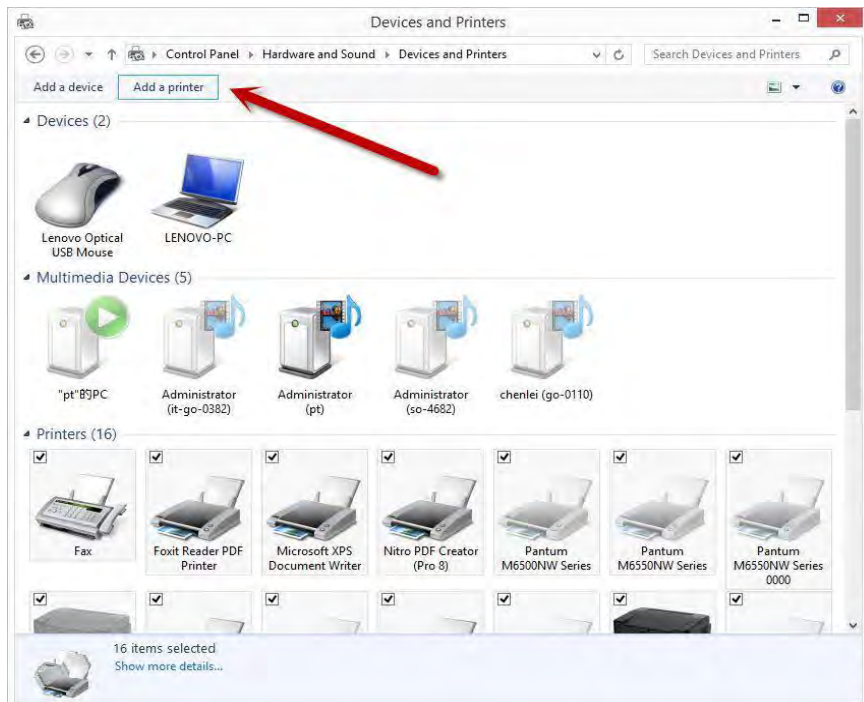 Devices and Printers
Control Panel ▸ Hardware and Sound ▸ Devices and Printers
Search Devices and Printers
Add a device
Add a printer
Devices (2)
Lenovo Optical
USB Mouse
LENOVO-PC
Multimedia Devices (5)
"pt"的PC
Administrator
(it-go-0382)
Administrator
(pt)
Administrator
(so-4682)
chenlei (go-0110)
Printers (16)
Fax
Foxit Reader PDF
Printer
Microsoft XPS
Document Writer
Nitro PDF Creator
(Pro 8)
Pantum
M6500NW Series
Pantum
M6550NW Series
Pantum
M6550NW Series
0000
16 items selected
Show more details...